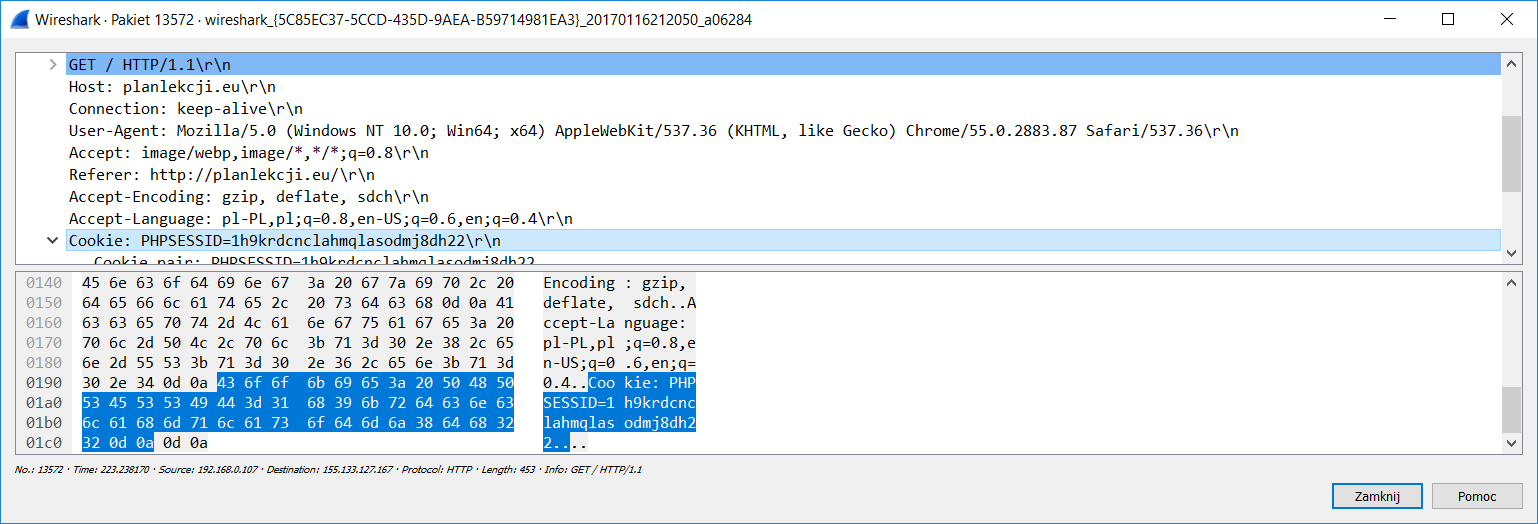 Wireshark · Pakiet 13572 · wireshark_{5C85EC37-5CCD-435D-9AEA-B59714981EA3}_20170116212050_a06284
GET / HTTP/1.1\r\n
Host: planlekcji.eu\r\n
Connection: keep-alive\r\n
User-Agent: Mozilla/5.0 (Windows NT 10.0; Win64; x64) AppleWebKit/537.36 (KHTML, like Gecko) Chrome/55.0.2883.87 Safari/537.36\r\n
Accept: image/webp,image/*,*/*;q=0.8\r\n
Referer: http://planlekcji.eu/\r\n
Accept-Encoding: gzip, deflate, sdch\r\n
Accept-Language: pl-PL,pl;q=0.8,en-US;q=0.6,en;q=0.4\r\n
Cookie: PHPSESSID=1h9krdcnclahmqlasodmj8dh22\r\n
Cookie pair: PHPSESSID=1h9krdcnclahmqlasodmj8dh22
0140 45 6e 63 6f 64 69 6e 67 3a 20 67 7a 69 70 2c 20 Encoding : gzip,
0150 64 65 66 6c 61 74 65 2c 20 73 64 63 68 0d 0a 41 deflate, sdch..A
0160 63 63 65 70 74 2d 4c 61 6e 67 75 61 67 65 3a 20 ccept-La nguage:
0170 70 6c 2d 50 4c 2c 70 6c 3b 71 3d 30 2e 38 2c 65 pl-PL,pl ;q=0.8,e
0180 6e 2d 55 53 3b 71 3d 30 2e 36 2c 65 6e 3b 71 3d n-US;q=0 .6,en;q=
0190 30 2e 34 0d 0a 43 6f 6f 6b 69 65 3a 20 50 48 50 0.4..Coo kie: PHP
01a0 53 45 53 53 49 44 3d 31 68 39 6b 72 64 63 6e 63 SESSID=1 h9krdcnc
01b0 6c 61 68 6d 71 6c 61 73 6f 64 6d 6a 38 64 68 32 lahmqlas odmj8dh2
01c0 32 0d 0a 0d 0a 2....
No.: 13572 · Time: 223.238170 · Source: 192.168.0.107 · Destination: 155.133.127.167 · Protocol: HTTP · Length: 453 · Info: GET / HTTP/1.1
Zamknij Pomoc